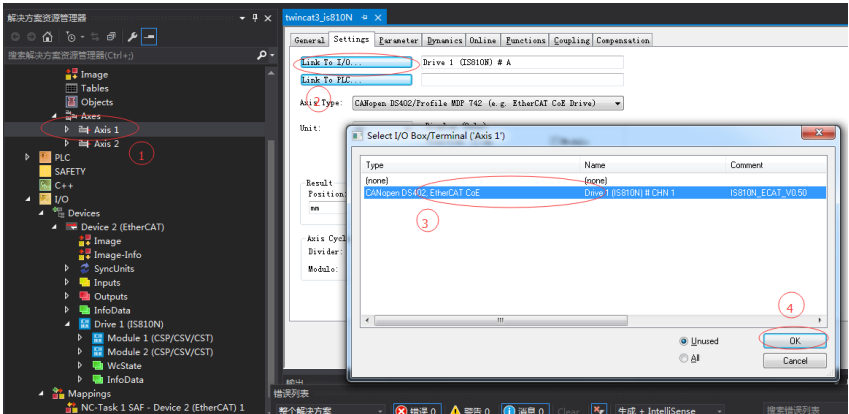 解决方案资源管理器
搜索解决方案资源管理器(Ctrl+;)
Image
Tables
Objects
Axes
Axis 1
Axis 2
1
PLC
SAFETY
C++
I/O
Devices
Device 2 (EtherCAT)
Image
Image-Info
SyncUnits
Inputs
Outputs
InfoData
Drive 1 (IS810N)
Module 1 (CSP/CSV/CST)
Module 2 (CSP/CSV/CST)
WcState
InfoData
Mappings
NC-Task 1 SAF - Device 2 (EtherCAT) 1
twincat3_is810N
General Settings Parameter Dynamics Online Functions Coupling Compensation
Link To I/O... Drive 1 (IS810N) # A
Link To PLC...
2
Axis Type: CANopen DS402/Profile MDP 742 (e.g. EtherCAT CoE Drive)
Unit:
Result
Position:
mm
Axis Cycl
Divider:
Modulo:
Select I/O Box/Terminal ('Axis 1')
Type Name Comment
(none) (none)
CANopen DS402, EtherCAT CoE Drive 1 (IS810N) # CHN 1 IS810N_ECAT_V0.50
3
4
Unused OK
All Cancel
输出
错误列表
整个解决方案 错误 0 警告 0 消息 0 Clear 生成 + IntelliSense 搜索错误列表